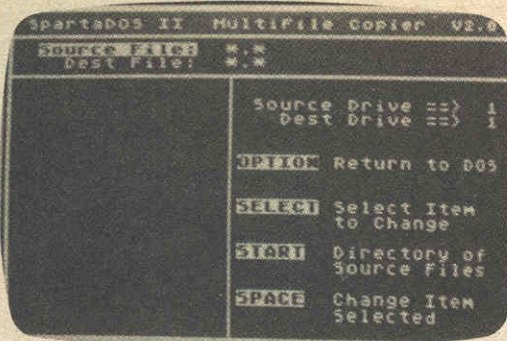 SpartaDOS II MultiFile Copier V2.0
Source File: *.*
Dest File: *.*
Source Drive ==> 1
Dest Drive ==> 1
OPTION Return to DOS
SELECT Select Item
to Change
START Directory of
Source Files
SPACE Change Item
Selected